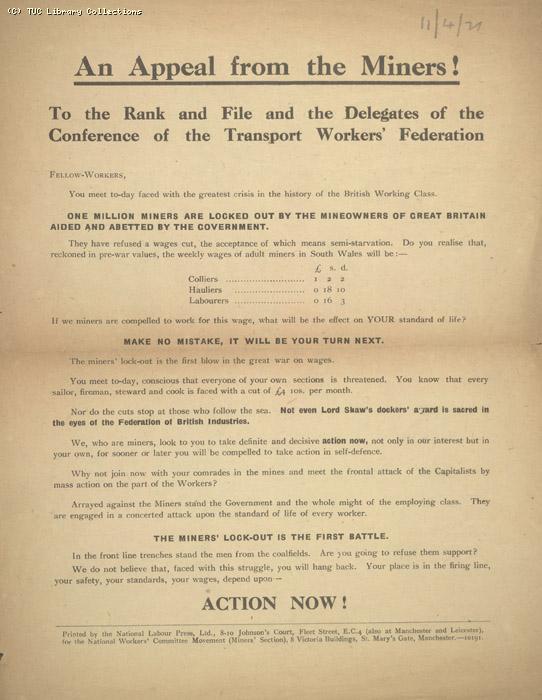 (C) TUC Library Collections
11/4/21
An Appeal from the Miners!
To the Rank and File and the Delegates of the
Conference of the Transport Workers' Federation
FELLOW-WORKERS,
You meet to-day faced with the greatest crisis in the history of the British Working Class.
ONE MILLION MINERS ARE LOCKED OUT BY THE MINEOWNERS OF GREAT BRITAIN
AIDED AND ABETTED BY THE GOVERNMENT.
They have refused a wages cut, the acceptance of which means semi-starvation. Do you realise that,
reckoned in pre-war values, the weekly wages of adult miners in South Wales will be:—
£ s. d.
Colliers ........................... 1 2 2
Hauliers ........................... 0 18 10
Labourers ......................... 0 16 3
If we miners are compelled to work for this wage, what will be the effect on YOUR standard of life?
MAKE NO MISTAKE, IT WILL BE YOUR TURN NEXT.
The miners' lock-out is the first blow in the great war on wages.
You meet to-day, conscious that everyone of your own sections is threatened. You know that every
sailor, fireman, steward and cook is faced with a cut of £4 10s. per month.
Nor do the cuts stop at those who follow the sea. Not even Lord Shaw's dockers' award is sacred in
the eyes of the Federation of British Industries.
We, who are miners, look to you to take definite and decisive action now, not only in our interest but in
your own, for sooner or later you will be compelled to take action in self-defence.
Why not join now with your comrades in the mines and meet the frontal attack of the Capitalists by
mass action on the part of the Workers?
Arrayed against the Miners stand the Government and the whole might of the employing class. They
are engaged in a concerted attack upon the standard of life of every worker.
THE MINERS' LOCK-OUT IS THE FIRST BATTLE.
In the front line trenches stand the men from the coalfields. Are you going to refuse them support?
We do not believe that, faced with this struggle, you will hang back. Your place is in the firing line,
your safety, your standards, your wages, depend upon—
ACTION NOW!
Printed by the National Labour Press, Ltd., 8-10 Johnson's Court, Fleet Street, E.C.4 (also at Manchester and Leicester),
for the National Workers' Committee Movement (Miners' Section), 8 Victoria Buildings, St. Mary's Gate, Manchester.—10191.